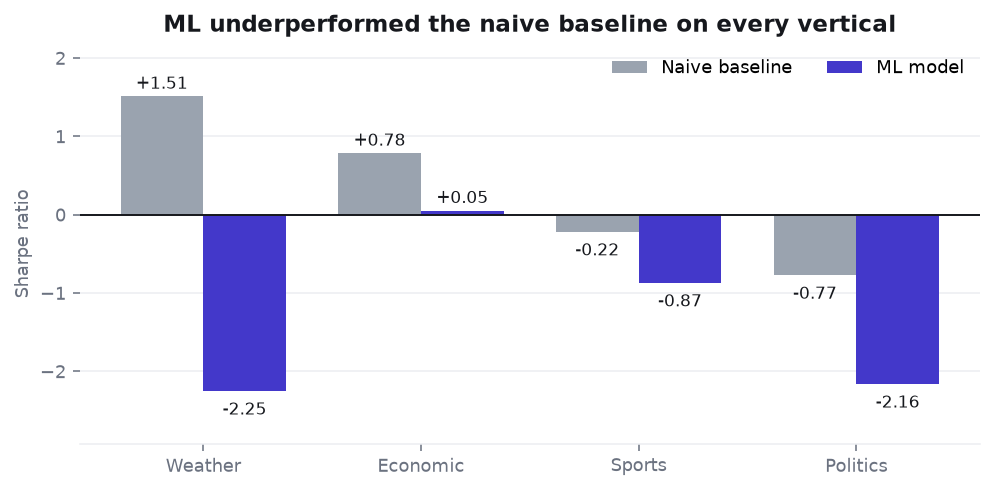 ML underperformed the naive baseline on every vertical
Naive baseline
ML model
Sharpe ratio
2
1
0
−1
−2
+1.51
-2.25
+0.78
+0.05
-0.22
-0.87
-0.77
-2.16
Weather
Economic
Sports
Politics